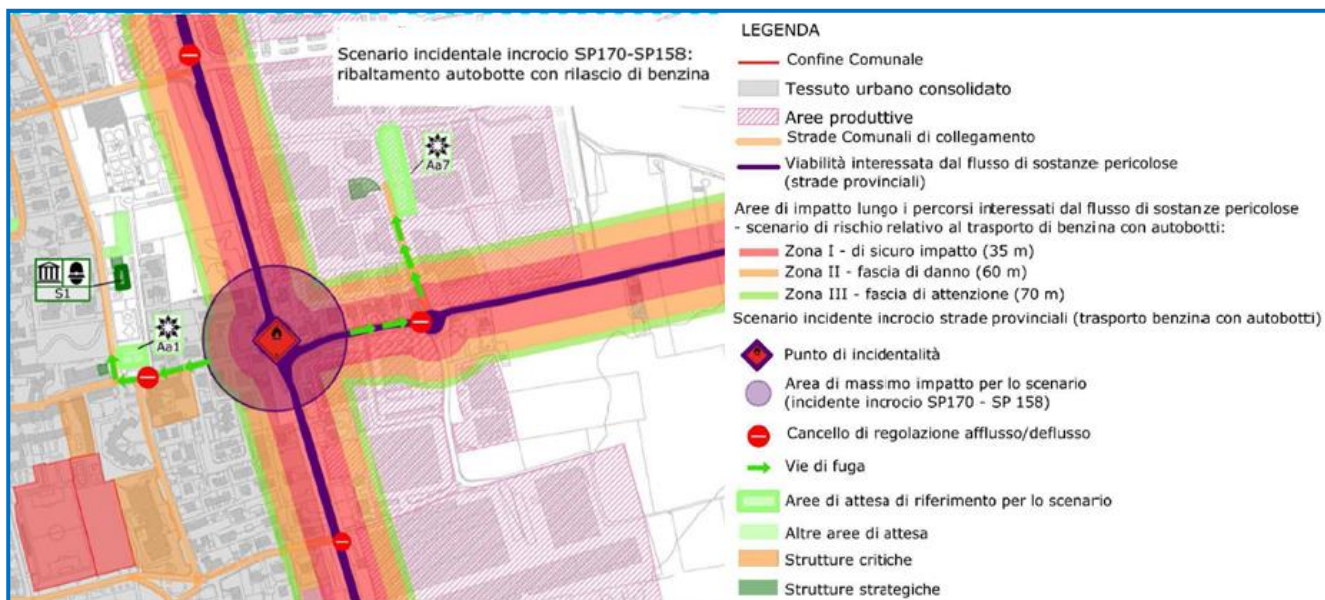 Scenario incidentale incrocio SP170-SP158:
ribaltamento autobotte con rilascio di benzina
Aa7
S1
Aa1
LEGENDA
Confine Comunale
Tessuto urbano consolidato
Aree produttive
Strade Comunali di collegamento
Viabilità interessata dal flusso di sostanze pericolose
(strade provinciali)
Aree di impatto lungo i percorsi interessati dal flusso di sostanze pericolose
- scenario di rischio relativo al trasporto di benzina con autobotti:
Zona I - di sicuro impatto (35 m)
Zona II - fascia di danno (60 m)
Zona III - fascia di attenzione (70 m)
Scenario incidente incrocio strade provinciali (trasporto benzina con autobotti)
Punto di incidentalità
Area di massimo impatto per lo scenario
(incidente incrocio SP170 - SP 158)
Cancello di regolazione afflusso/deflusso
Vie di fuga
Aree di attesa di riferimento per lo scenario
Altre aree di attesa
Strutture critiche
Strutture strategiche